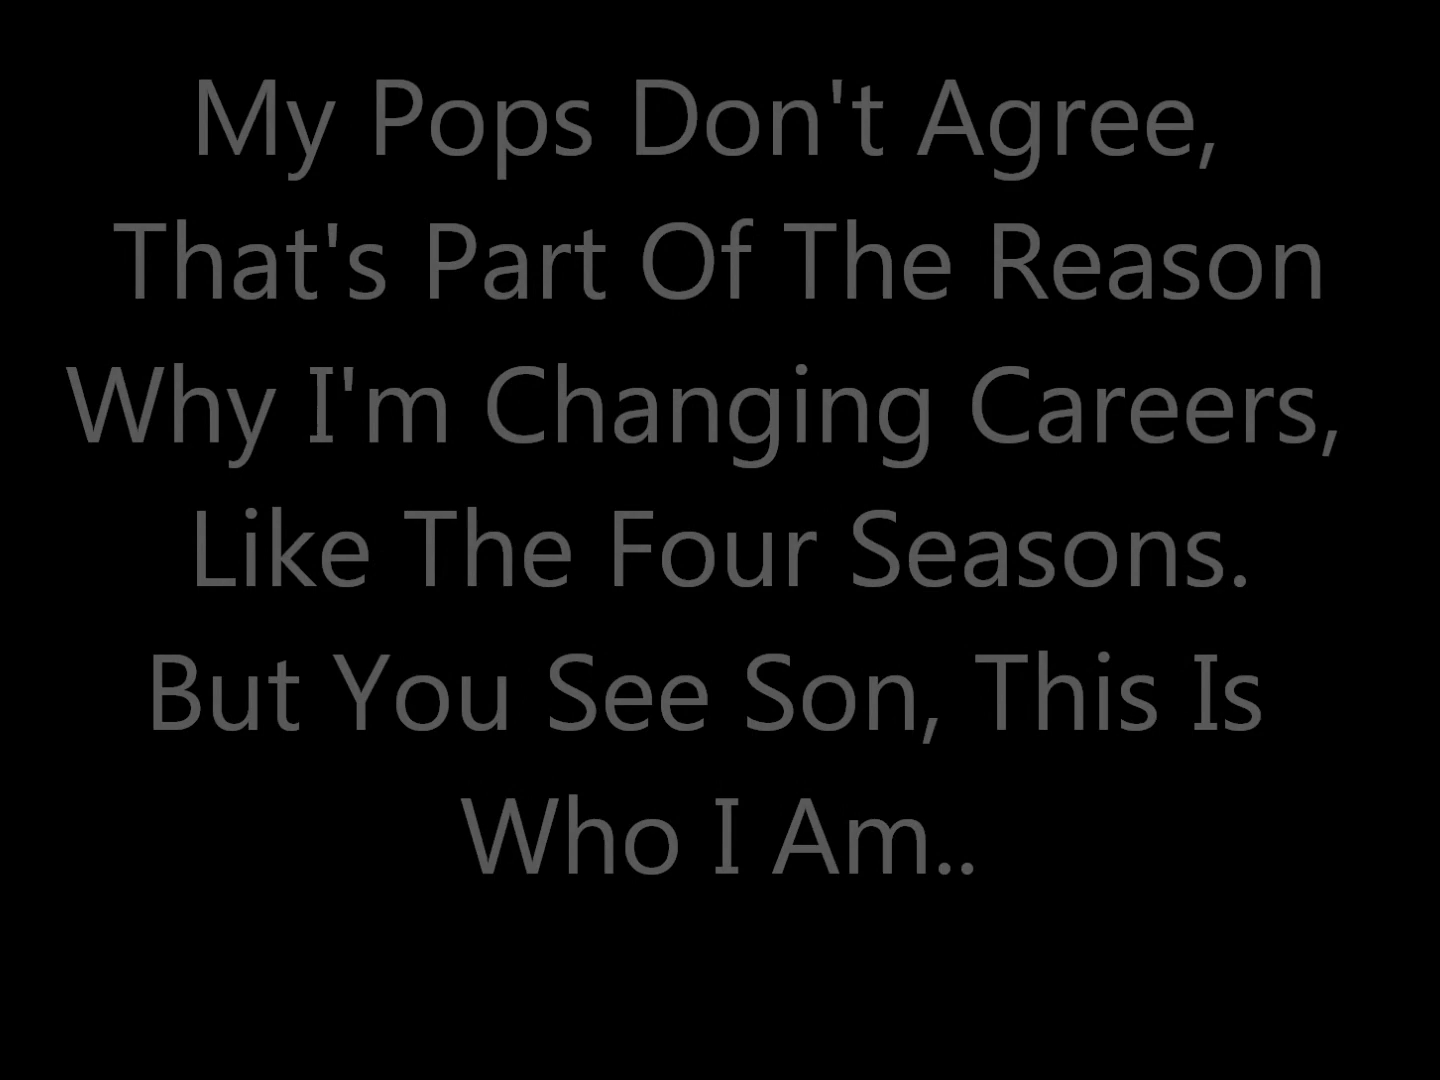 My Pops Don't Agree,
That's Part Of The Reason
Why I'm Changing Careers,
Like The Four Seasons.
But You See Son, This Is
Who I Am..